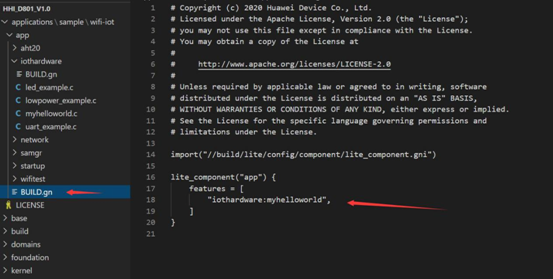 HHI_D801_V1.0
applications \ sample \ wifi-iot
app
aht20
iothardware
BUILD.gn
led_example.c
lowpower_example.c
myhelloworld.c
uart_example.c
network
samgr
startup
wifitest
BUILD.gn
LICENSE
base
build
domains
foundation
kernel
1 # Copyright (c) 2020 Huawei Device Co., Ltd.
2 # Licensed under the Apache License, Version 2.0 (the "License");
3 # you may not use this file except in compliance with the License.
4 # You may obtain a copy of the License at
5 #
6 # http://www.apache.org/licenses/LICENSE-2.0
7 #
8 # Unless required by applicable law or agreed to in writing, software
9 # distributed under the License is distributed on an "AS IS" BASIS,
10 # WITHOUT WARRANTIES OR CONDITIONS OF ANY KIND, either express or implied.
11 # See the License for the specific language governing permissions and
12 # limitations under the License.
13
14 import("//build/lite/config/component/lite_component.gni")
15
16 lite_component("app") {
17 features = [
18 "iothardware:myhelloworld",
19 ]
20 }
21